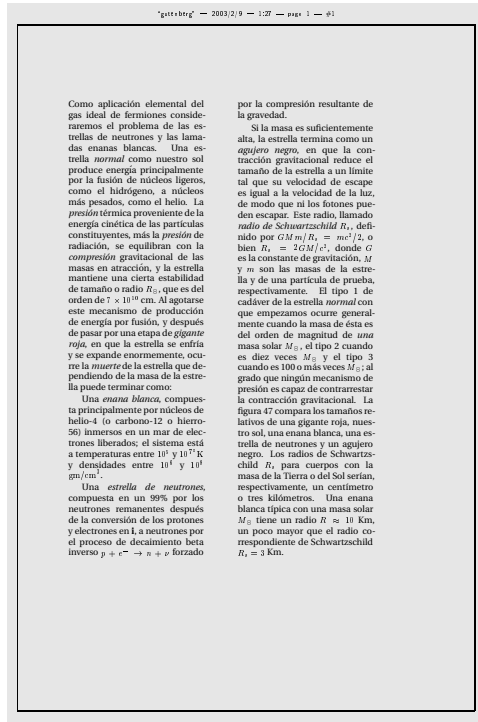 "gutenberg" — 2003/2/9 — 1:27 — page 1 — #1
Como aplicación elemental del
gas ideal de fermiones conside-
raremos el problema de las es-
trellas de neutrones y las lama-
das enanas blancas. Una es-
trella normal como nuestro sol
produce energía principalmente
por la fusión de núcleos ligeros,
como el hidrógeno, a núcleos
más pesados, como el helio. La
presión térmica proveniente de la
energía cinética de las partículas
constituyentes, más la presión de
radiación, se equilibran con la
compresión gravitacional de las
masas en atracción, y la estrella
mantiene una cierta estabilidad
de tamaño o radio R⊙, que es del
orden de 7 × 10¹⁰ cm. Al agotarse
este mecanismo de producción
de energía por fusión, y después
de pasar por una etapa de gigante
roja, en que la estrella se enfría
y se expande enormemente, ocu-
rre la muerte de la estrella que de-
pendiendo de la masa de la estre-
lla puede terminar como:
Una enana blanca, compues-
ta principalmente por núcleos de
helio-4 (o carbono-12 o hierro-
56) inmersos en un mar de elec-
trones liberados; el sistema está
a temperaturas entre y K
y densidades entre y
gm/cm³.
Una estrella de neutrones,
compuesta en un 99% por los
neutrones remanentes después
de la conversión de los protones
y electrones en i, a neutrones por
el proceso de decaimiento beta
inverso p + e⁻ → n + ν forzado
por la compresión resultante de
la gravedad.
Si la masa es suficientemente
alta, la estrella termina como un
agujero negro, en que la con-
tracción gravitacional reduce el
tamaño de la estrella a un límite
tal que su velocidad de escape
es igual a la velocidad de la luz,
de modo que ni los fotones pue-
den escapar. Este radio, llamado
radio de Schwartzschild Rₛ, defi-
nido por GMm/Rₛ = mc²/2, o
bien Rₛ = 2GM/c², donde G
es la constante de gravitación, M
y m son las masas de la estre-
lla y de una partícula de prueba,
respectivamente. El tipo 1 de
cadáver de la estrella normal con
que empezamos ocurre general-
mente cuando la masa de ésta es
del orden de magnitud de una
masa solar M⊙, el tipo 2 cuando
es diez veces M⊙ y el tipo 3
cuando es 100 o más veces M⊙; al
grado que ningún mecanismo de
presión es capaz de contrarrestar
la contracción gravitacional. La
figura 47 compara los tamaños re-
lativos de una gigante roja, nues-
tro sol, una enana blanca, una es-
trella de neutrones y un agujero
negro. Los radios de Schwartzs-
child Rₛ para cuerpos con la
masa de la Tierra o del Sol serían,
respectivamente, un centímetro
o tres kilómetros. Una enana
blanca típica con una masa solar
M⊙ tiene un radio R ≈ 10 Km,
un poco mayor que el radio co-
rrespondiente de Schwartzschild
Rₛ = 3 Km.